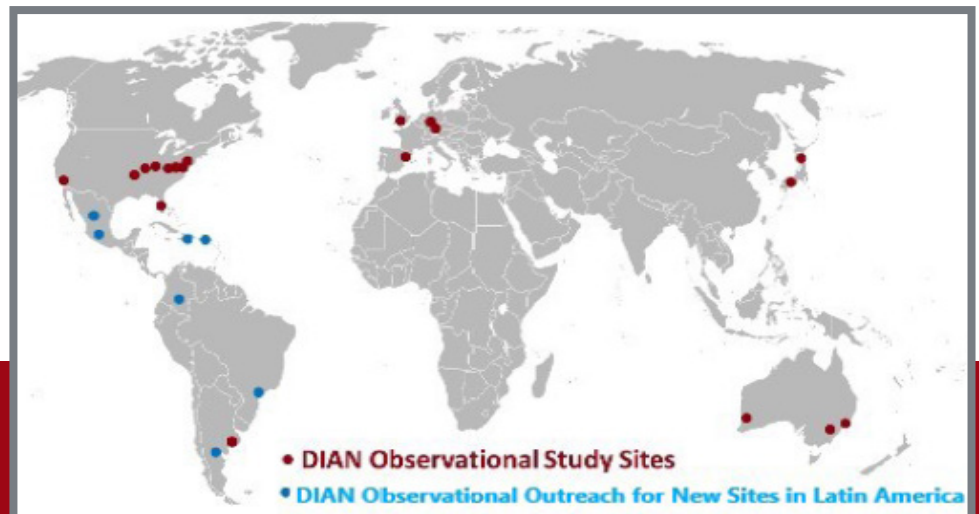 DIAN Observational Study Sites
DIAN Observational Outreach for New Sites in Latin America